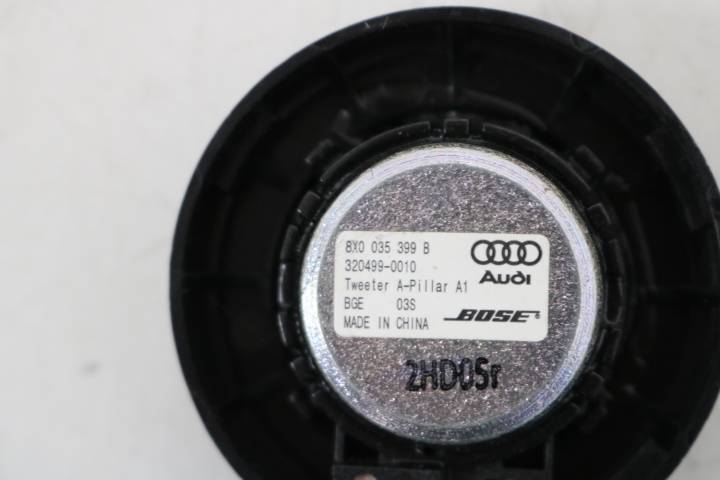 8X0 035 399 B
320499-0010
Audi
Tweeter A-Pillar A1
BGE 03S
BOSE®
MADE IN CHINA
2HD05r